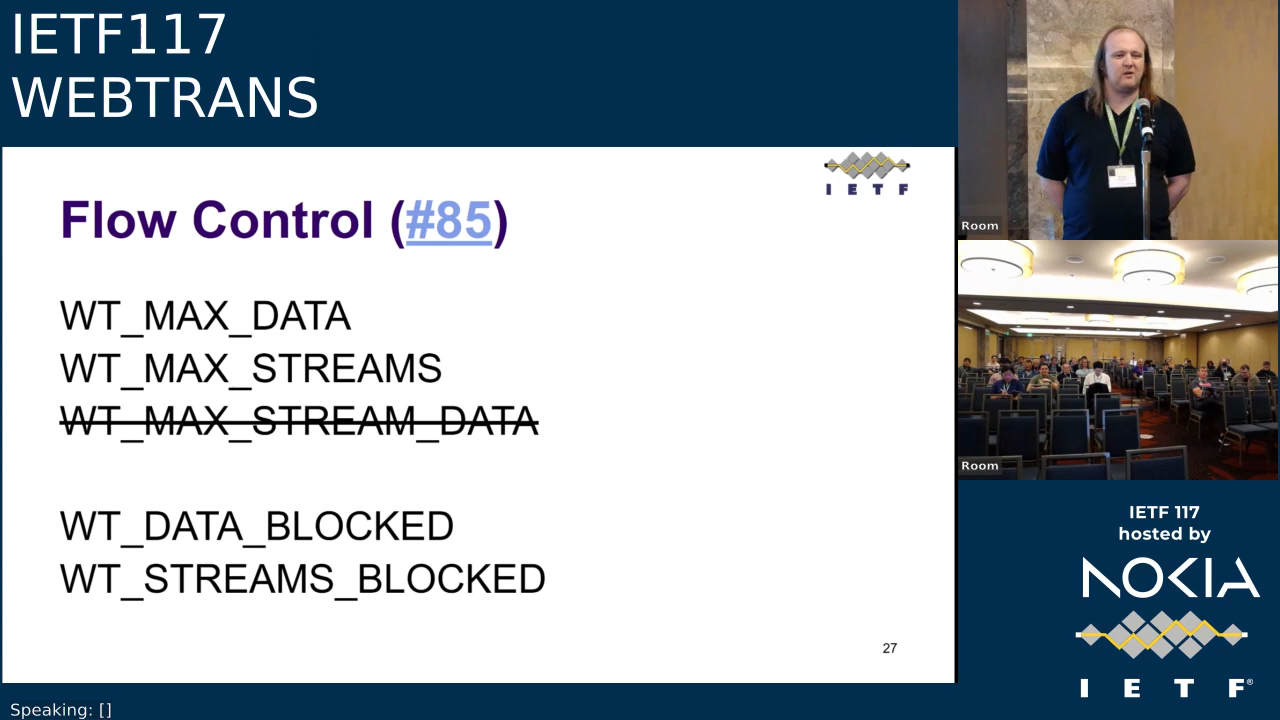 IETF117
WEBTRANS
I E T F
Flow Control (#85)
WT_MAX_DATA
WT_MAX_STREAMS
WT_MAX_STREAM_DATA
WT_DATA_BLOCKED
WT_STREAMS_BLOCKED
27
Speaking: []
Room
Room
IETF 117
hosted by
NOKIA
I E T F®